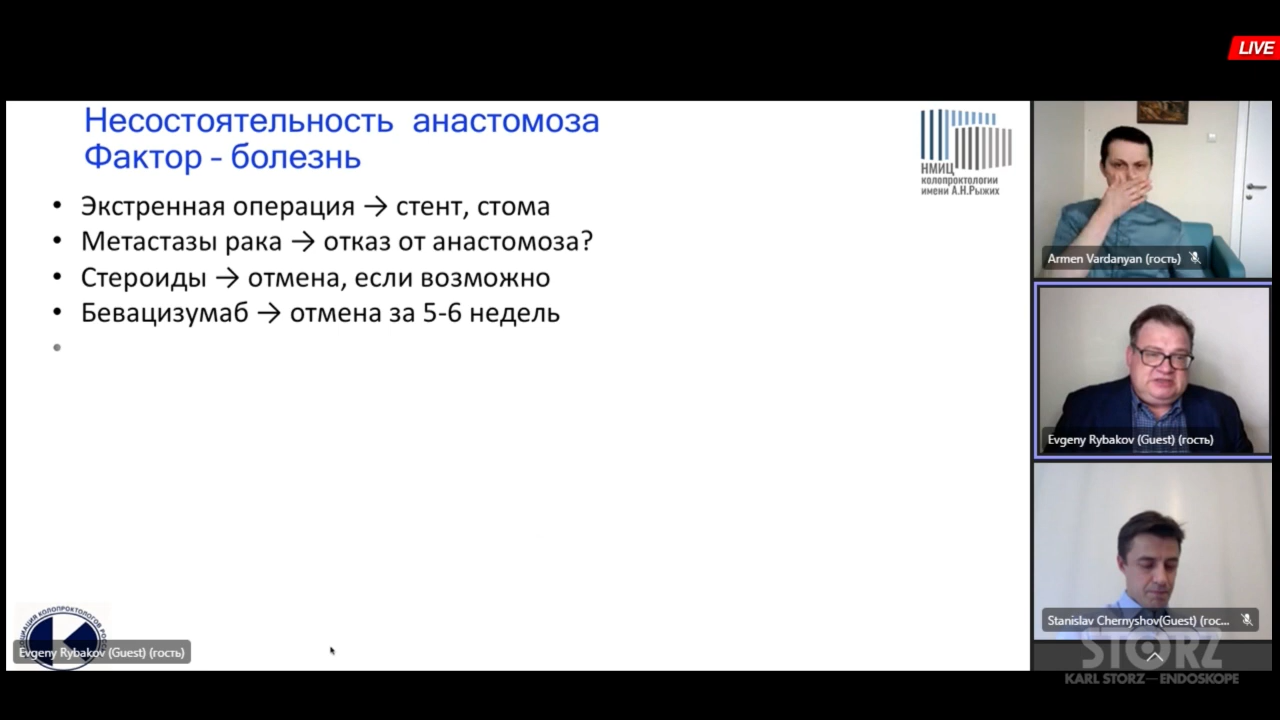 LIVE
Несостоятельность анастомоза
Фактор - болезнь
НМИЦ
колопроктологии
имени А.Н.Рыжих
• Экстренная операция → стент, стома
• Метастазы рака → отказ от анастомоза?
• Стероиды → отмена, если возможно
• Бевацизумаб → отмена за 5-6 недель
•
Armen Vardanyan (гость)
Evgeny Rybakov (Guest) (гость)
Stanislav Chernyshov(Guest) (гос...
Evgeny Rybakov (Guest) (гость)
STORZ
KARL STORZ—ENDOSKOPE